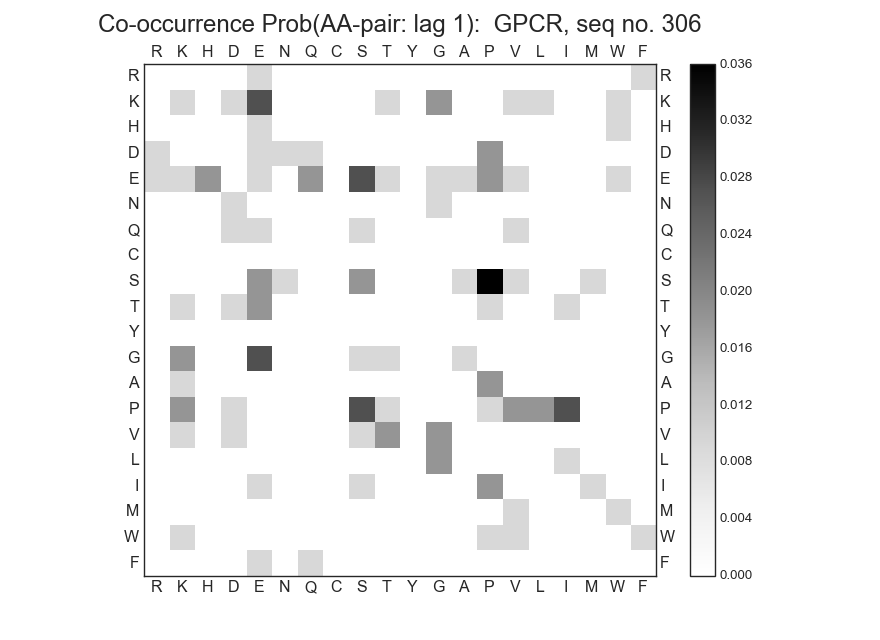 Co-occurrence Prob(AA-pair: lag 1):  GPCR, seq no. 306
R K H D E N Q C S T Y G A P V L I M W F
R R
K K
H H
D D
E E
N N
Q Q
C C
S S
T T
Y Y
G G
A A
P P
V V
L L
I I
M M
W W
F F
R K H D E N Q C S T Y G A P V L I M W F
0.036
0.032
0.028
0.024
0.020
0.016
0.012
0.008
0.004
0.000